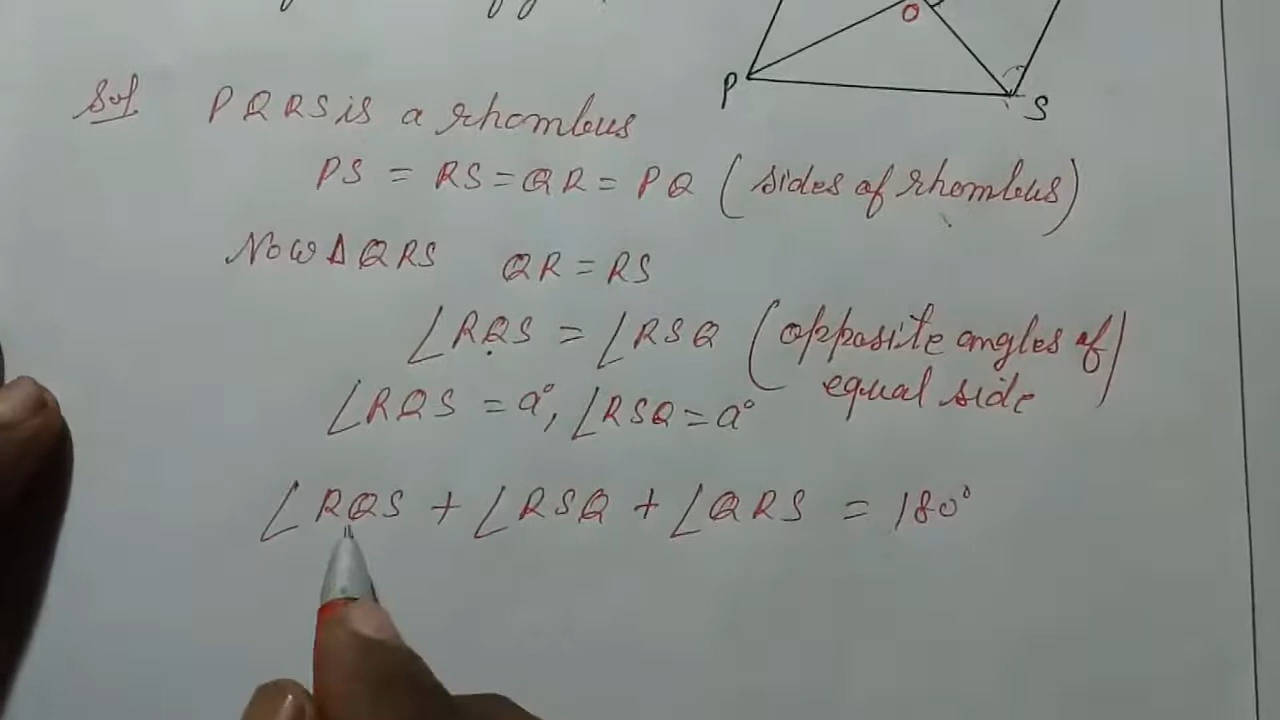 O
P
S
Sol PQRS is a rhombus
PS = RS = QR = PQ (sides of rhombus)
Now Δ QRS QR = RS
∠RQS = ∠RSQ (opposite angles of equal side)
∠RQS = a°, ∠RSQ = a°
∠RQS + ∠RSQ + ∠QRS = 180°